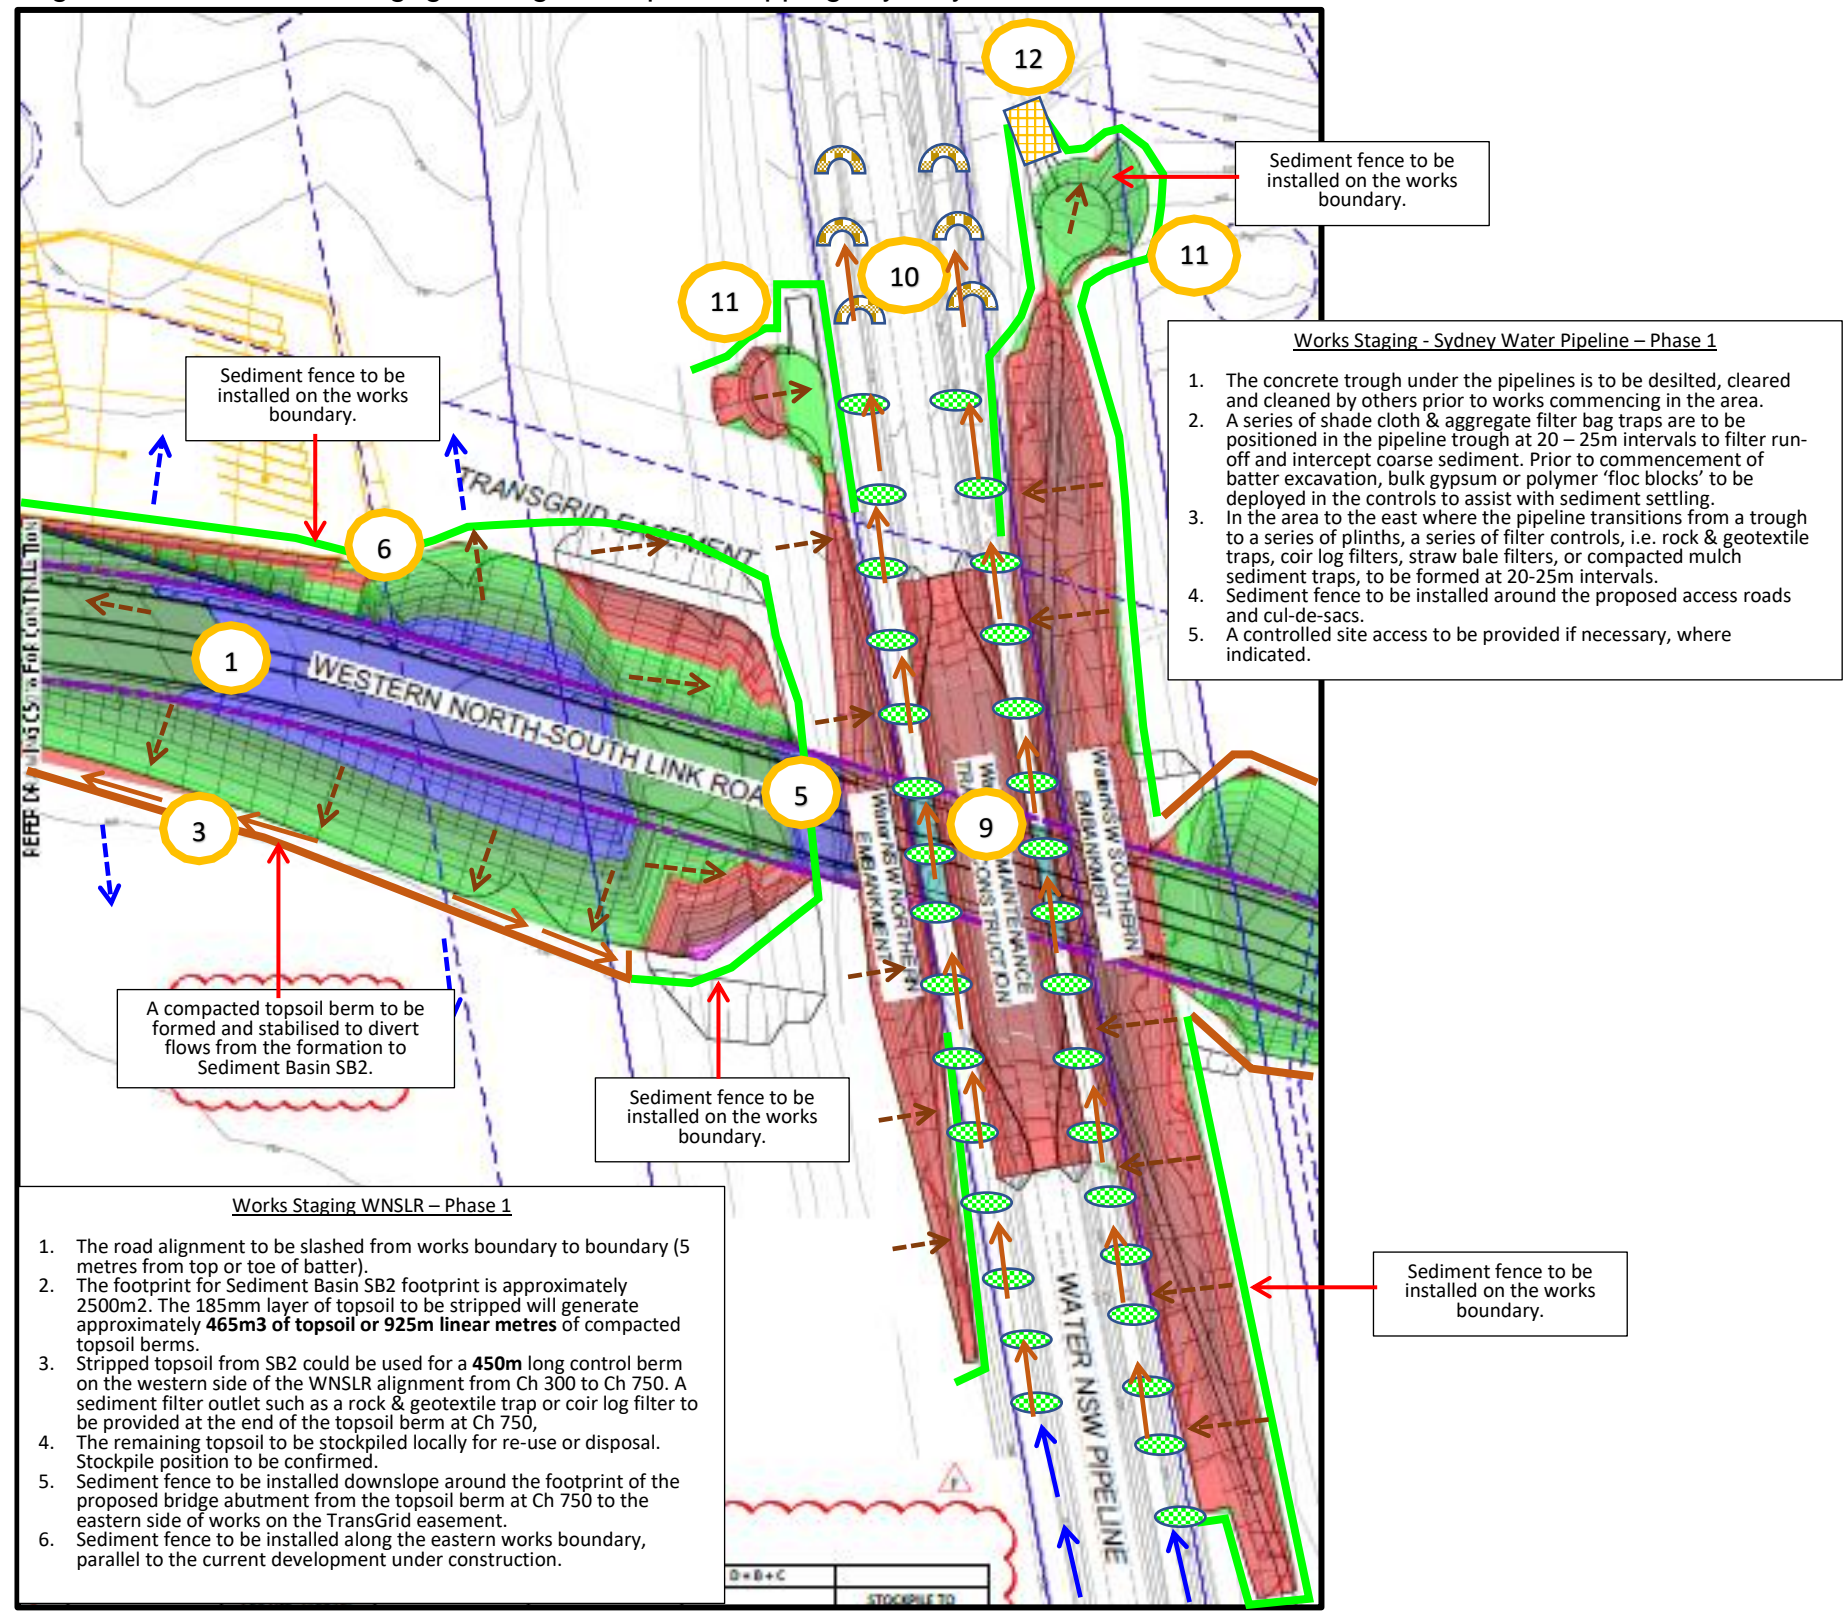 12
Sediment fence to be
installed on the works
boundary.
11
10
11
Works Staging - Sydney Water Pipeline – Phase 1
1. The concrete trough under the pipelines is to be desilted, cleared
and cleaned by others prior to works commencing in the area.
2. A series of shade cloth & aggregate filter bag traps are to be
positioned in the pipeline trough at 20 – 25m intervals to filter run-
off and intercept coarse sediment. Prior to commencement of
batter excavation, bulk gypsum or polymer ‘floc blocks’ to be
deployed in the controls to assist with sediment settling.
3. In the area to the east where the pipeline transitions from a trough
to a series of plinths, a series of filter controls, i.e. rock & geotextile
traps, coir log filters, straw bale filters, or compacted mulch
sediment traps, to be formed at 20-25m intervals.
4. Sediment fence to be installed around the proposed access roads
and cul-de-sacs.
5. A controlled site access to be provided if necessary, where
indicated.
Sediment fence to be
installed on the works
boundary.
TRANSGRID EASEMENT
6
1
WESTERN NORTH-SOUTH LINK ROA
5
3
9
WaterNSW NORTHERN
EMBANKMENT
MAINTENANCE
CONSTRUCTION
WaterNSW SOUTHERN
EMBANKMENT
A compacted topsoil berm to be
formed and stabilised to divert
flows from the formation to
Sediment Basin SB2.
Sediment fence to be
installed on the works
boundary.
Works Staging WNSLR – Phase 1
1. The road alignment to be slashed from works boundary to boundary (5
metres from top or toe of batter).
2. The footprint for Sediment Basin SB2 footprint is approximately
2500m2. The 185mm layer of topsoil to be stripped will generate
approximately 465m3 of topsoil or 925m linear metres of compacted
topsoil berms.
3. Stripped topsoil from SB2 could be used for a 450m long control berm
on the western side of the WNSLR alignment from Ch 300 to Ch 750. A
sediment filter outlet such as a rock & geotextile trap or coir log filter to
be provided at the end of the topsoil berm at Ch 750,
4. The remaining topsoil to be stockpiled locally for re-use or disposal.
Stockpile position to be confirmed.
5. Sediment fence to be installed downslope around the footprint of the
proposed bridge abutment from the topsoil berm at Ch 750 to the
eastern side of works on the TransGrid easement.
6. Sediment fence to be installed along the eastern works boundary,
parallel to the current development under construction.
WATER NSW PIPELINE
Sediment fence to be
installed on the works
boundary.
D+B+C
STOCKPILE TO